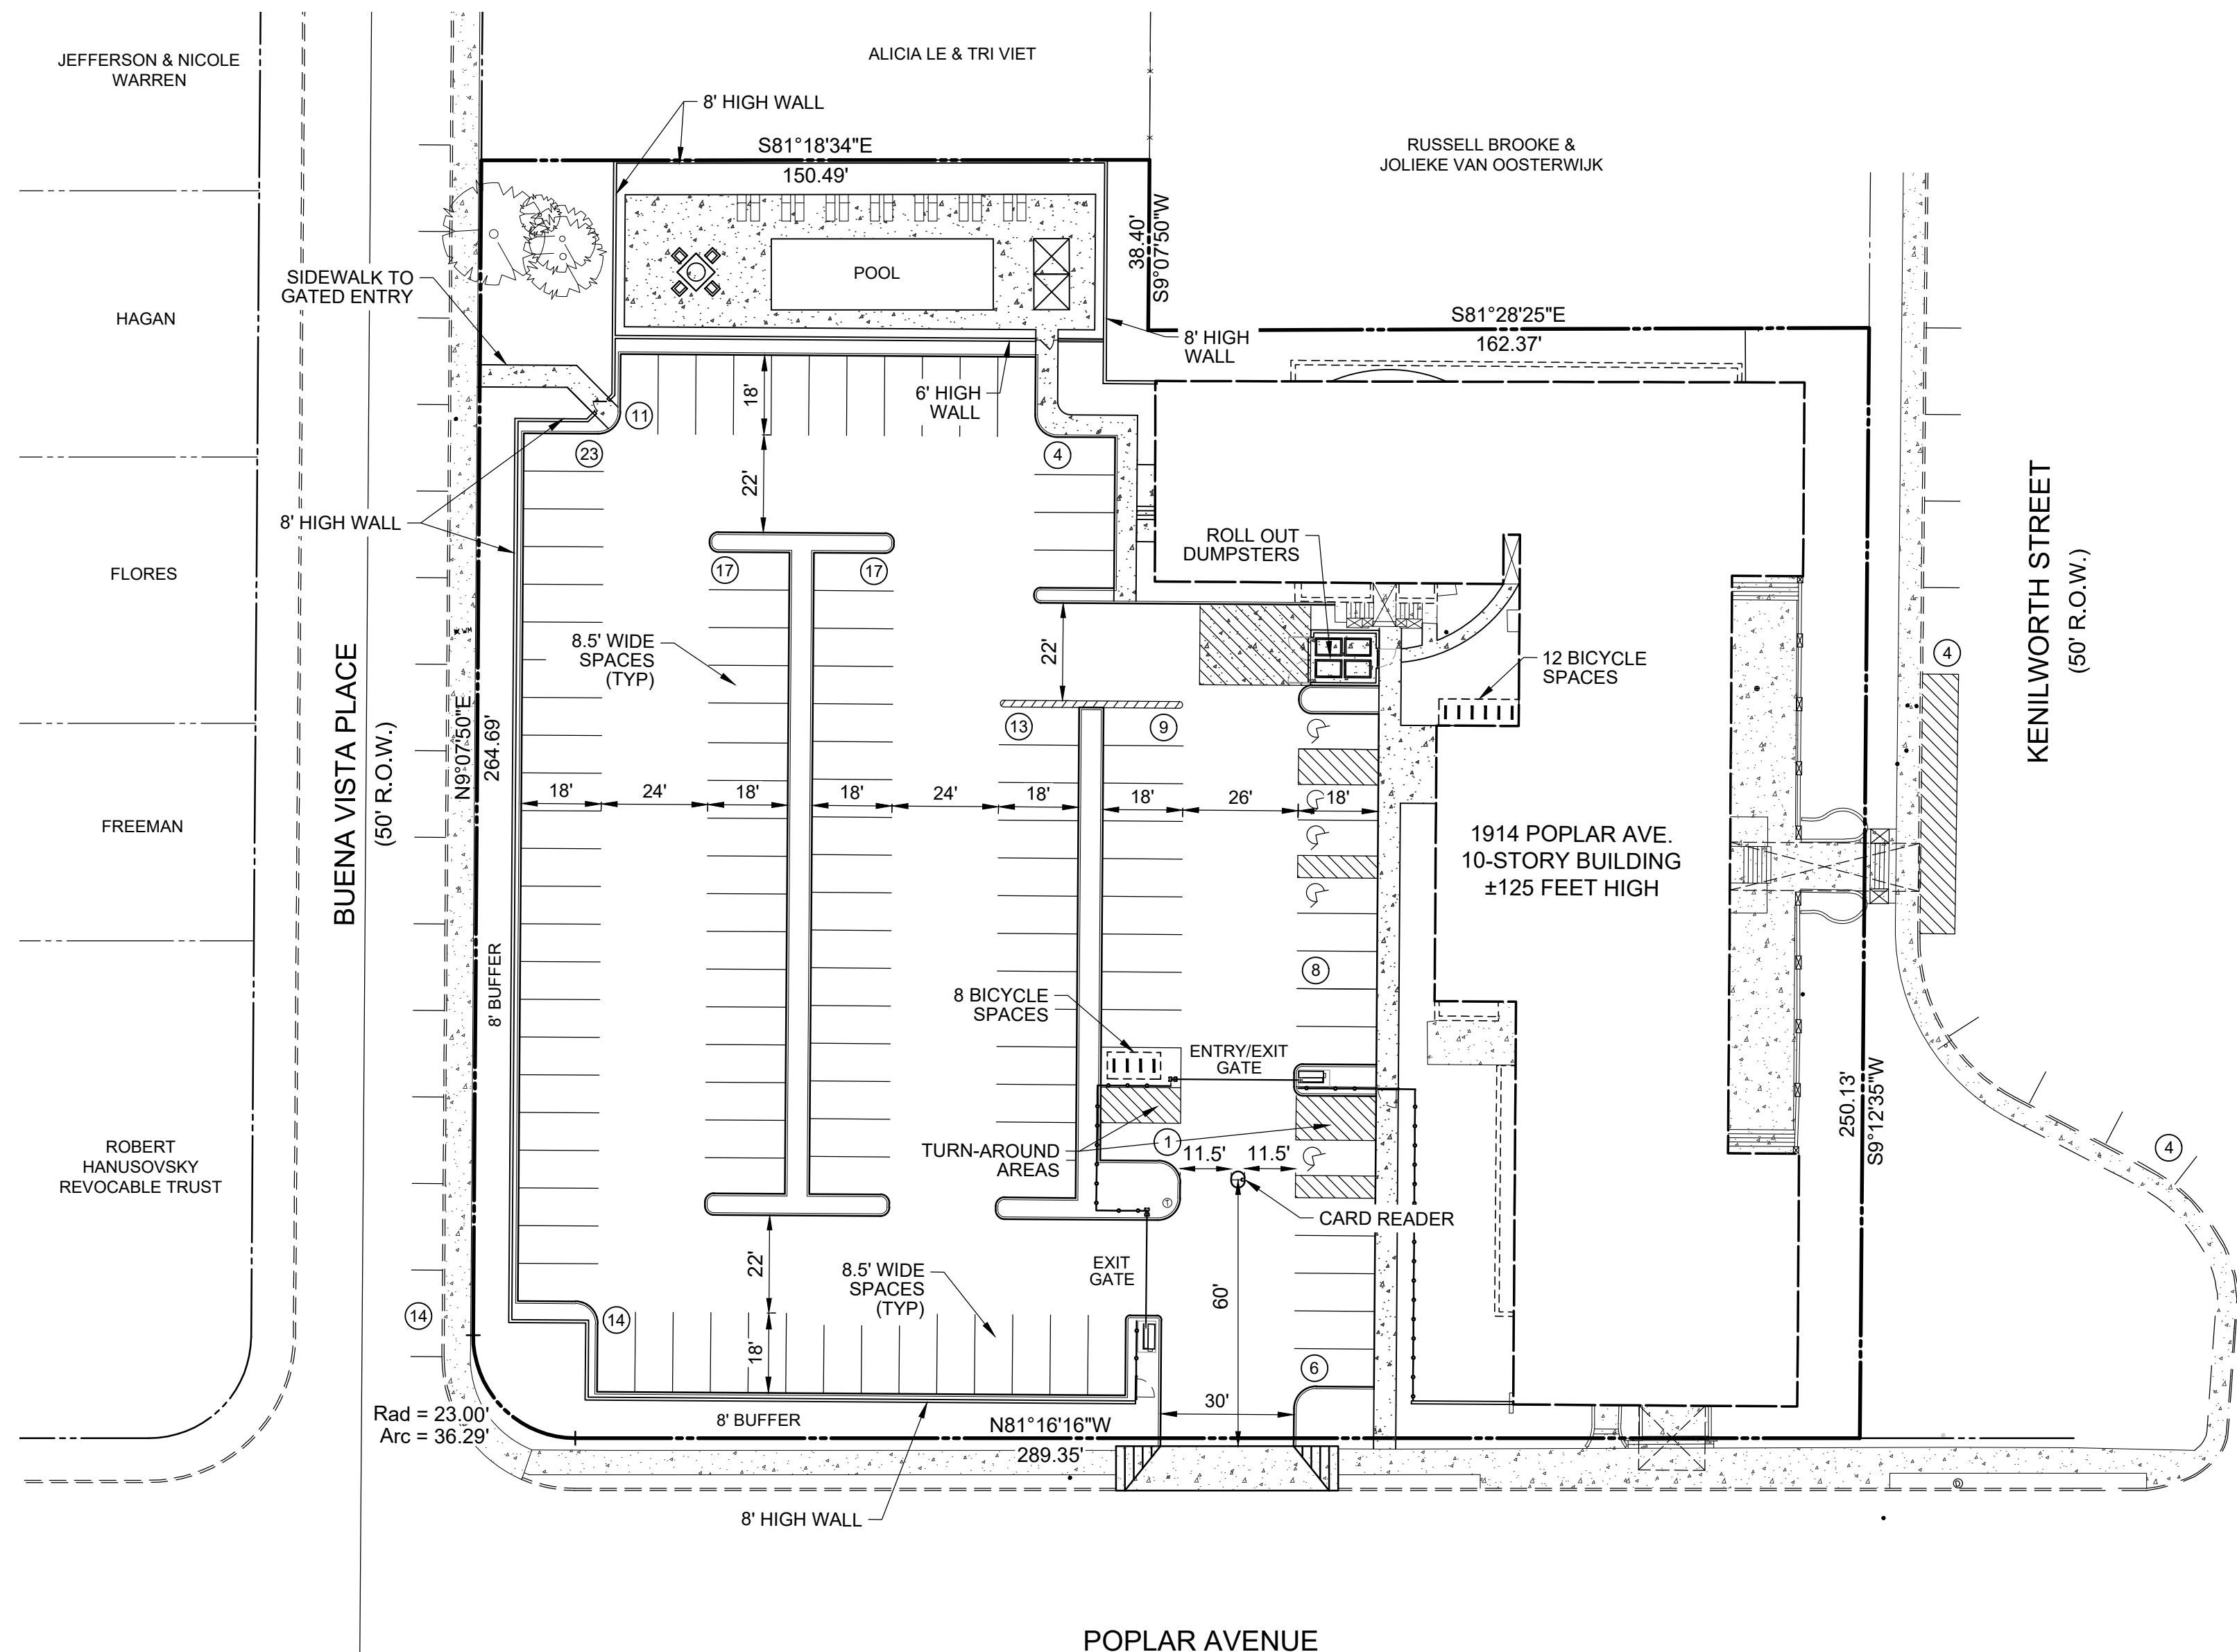 JEFFERSON & NICOLE
WARREN
ALICIA LE & TRI VIET
8' HIGH WALL
RUSSELL BROOKE &
JOLIEKE VAN OOSTERWIJK
S81°18'34"E
150.49'
38.40'
S9°07'50"W
POOL
SIDEWALK TO
GATED ENTRY
HAGAN
S81°28'25"E
162.37'
8' HIGH
WALL
6' HIGH
WALL
18'
11
23
4
22'
8' HIGH WALL
ROLL OUT
DUMPSTERS
KENILWORTH STREET
(50' R.O.W.)
FLORES
17
17
8.5' WIDE
SPACES
(TYP)
22'
12 BICYCLE
SPACES
4
13
9
BUENA VISTA PLACE
(50' R.O.W.)
N9°07'50"E
264.69'
18'
24'
18'
18'
24'
18'
18'
26'
18'
FREEMAN
1914 POPLAR AVE.
10-STORY BUILDING
±125 FEET HIGH
8' BUFFER
8
8 BICYCLE
SPACES
ENTRY/EXIT
GATE
TURN-AROUND
AREAS
1
11.5'
11.5'
250.13'
S9°12'35"W
4
ROBERT
HANUSOVSKY
REVOCABLE TRUST
CARD READER
22'
8.5' WIDE
SPACES
(TYP)
EXIT
GATE
60'
14
14
18'
6
30'
Rad = 23.00'
Arc = 36.29'
8' BUFFER
N81°16'16"W
289.35'
8' HIGH WALL
POPLAR AVENUE